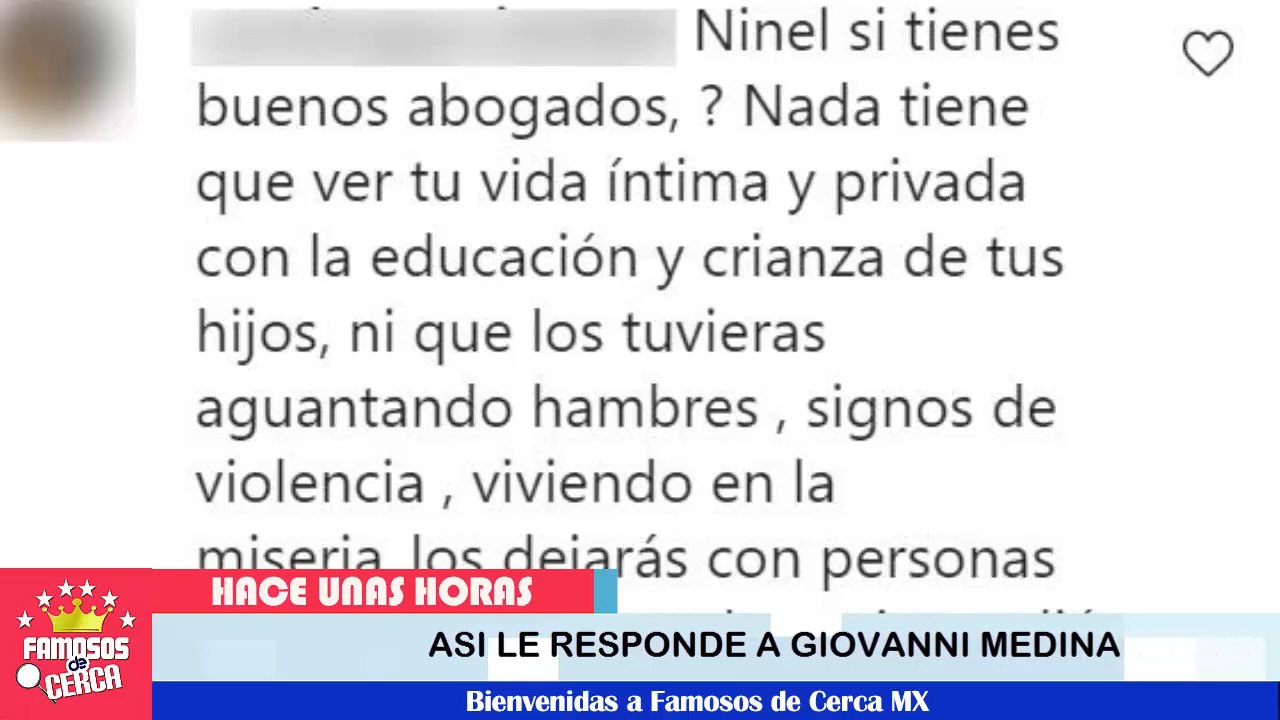 Ninel si tienes
buenos abogados, ? Nada tiene
que ver tu vida íntima y privada
con la educación y crianza de tus
hijos, ni que los tuvieras
aguantando hambres , signos de
violencia , viviendo en la
miseria los dejarás con personas
HACE UNAS HORAS
FAMOSOS
de
CERCA
ASI LE RESPONDE A GIOVANNI MEDINA
Bienvenidas a Famosos de Cerca MX